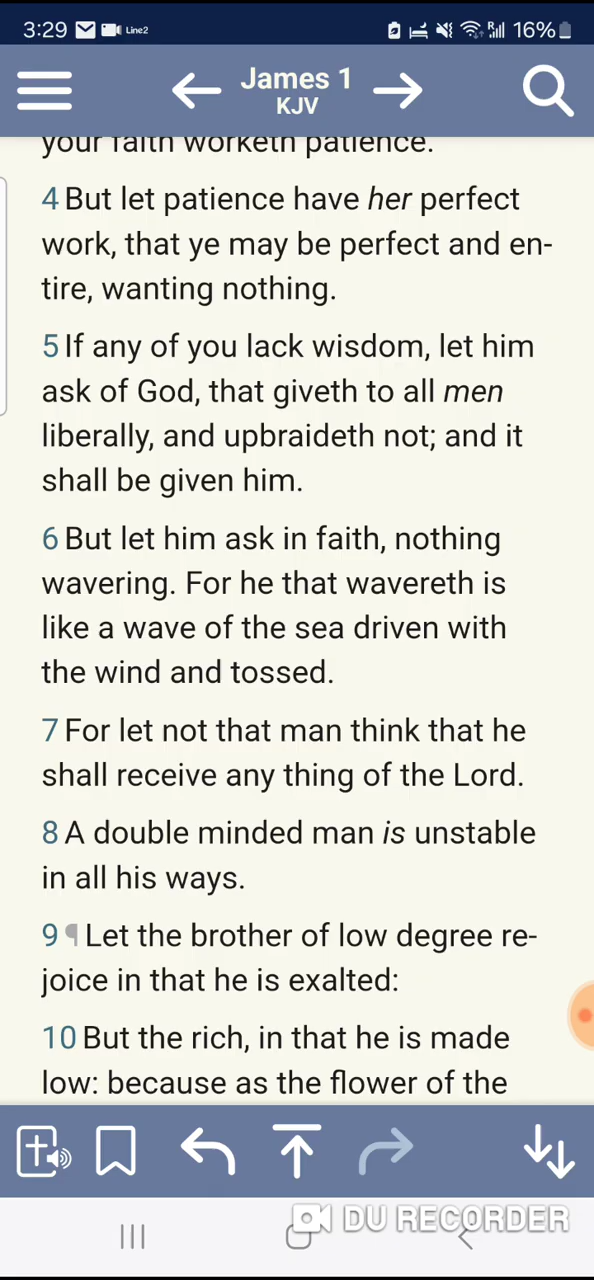 3:29 Line2 16%
James 1
KJV
your faith worketh patience.
4 But let patience have her perfect
work, that ye may be perfect and en-
tire, wanting nothing.
5 If any of you lack wisdom, let him
ask of God, that giveth to all men
liberally, and upbraideth not; and it
shall be given him.
6 But let him ask in faith, nothing
wavering. For he that wavereth is
like a wave of the sea driven with
the wind and tossed.
7 For let not that man think that he
shall receive any thing of the Lord.
8 A double minded man is unstable
in all his ways.
9 ¶ Let the brother of low degree re-
joice in that he is exalted:
10 But the rich, in that he is made
low: because as the flower of the
DU RECORDER